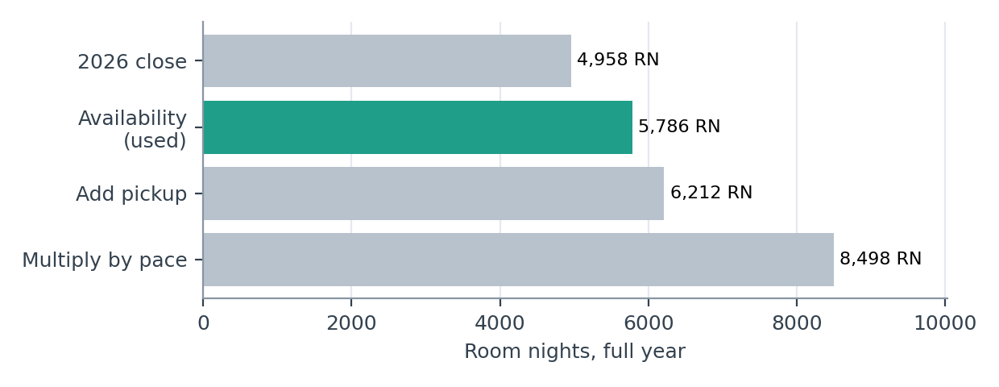 2026 close
4,958 RN
Availability
(used)
5,786 RN
Add pickup
6,212 RN
Multiply by pace
8,498 RN
0 2000 4000 6000 8000 10000
Room nights, full year